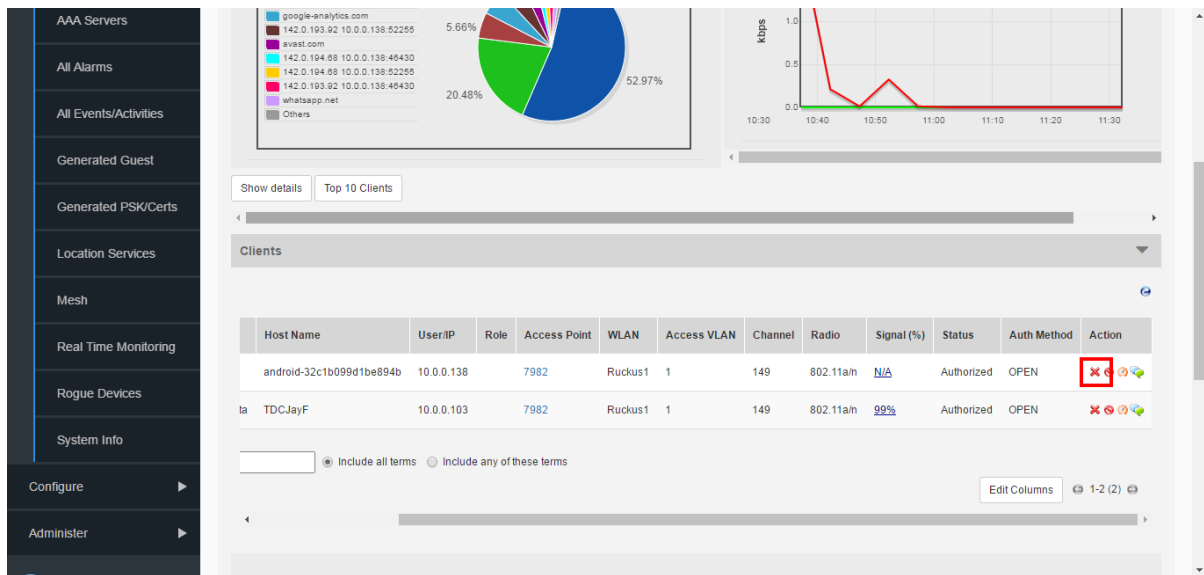 AAA Servers
All Alarms
All Events/Activities
Generated Guest
Generated PSK/Certs
Location Services
Mesh
Real Time Monitoring
Rogue Devices
System Info
Configure
Administer
google-analytics.com
142.0.193.92 10.0.0.138:52255
avast.com
142.0.194.68 10.0.0.138:46430
142.0.194.68 10.0.0.138:52255
142.0.193.92 10.0.0.138:46430
whatsapp.net
Others
5.66%
20.48%
52.97%
kbps
1.0
0.5
0.0
10:30 10:40 10:50 11:00 11:10 11:20 11:30
Show details Top 10 Clients
Clients
Host Name User/IP Role Access Point WLAN Access VLAN Channel Radio Signal (%) Status Auth Method Action
android-32c1b099d1be894b 10.0.0.138 7982 Ruckus1 1 149 802.11a/n N/A Authorized OPEN
ta TDCJayF 10.0.0.103 7982 Ruckus1 1 149 802.11a/n 99% Authorized OPEN
Include all terms Include any of these terms
Edit Columns 1-2 (2)